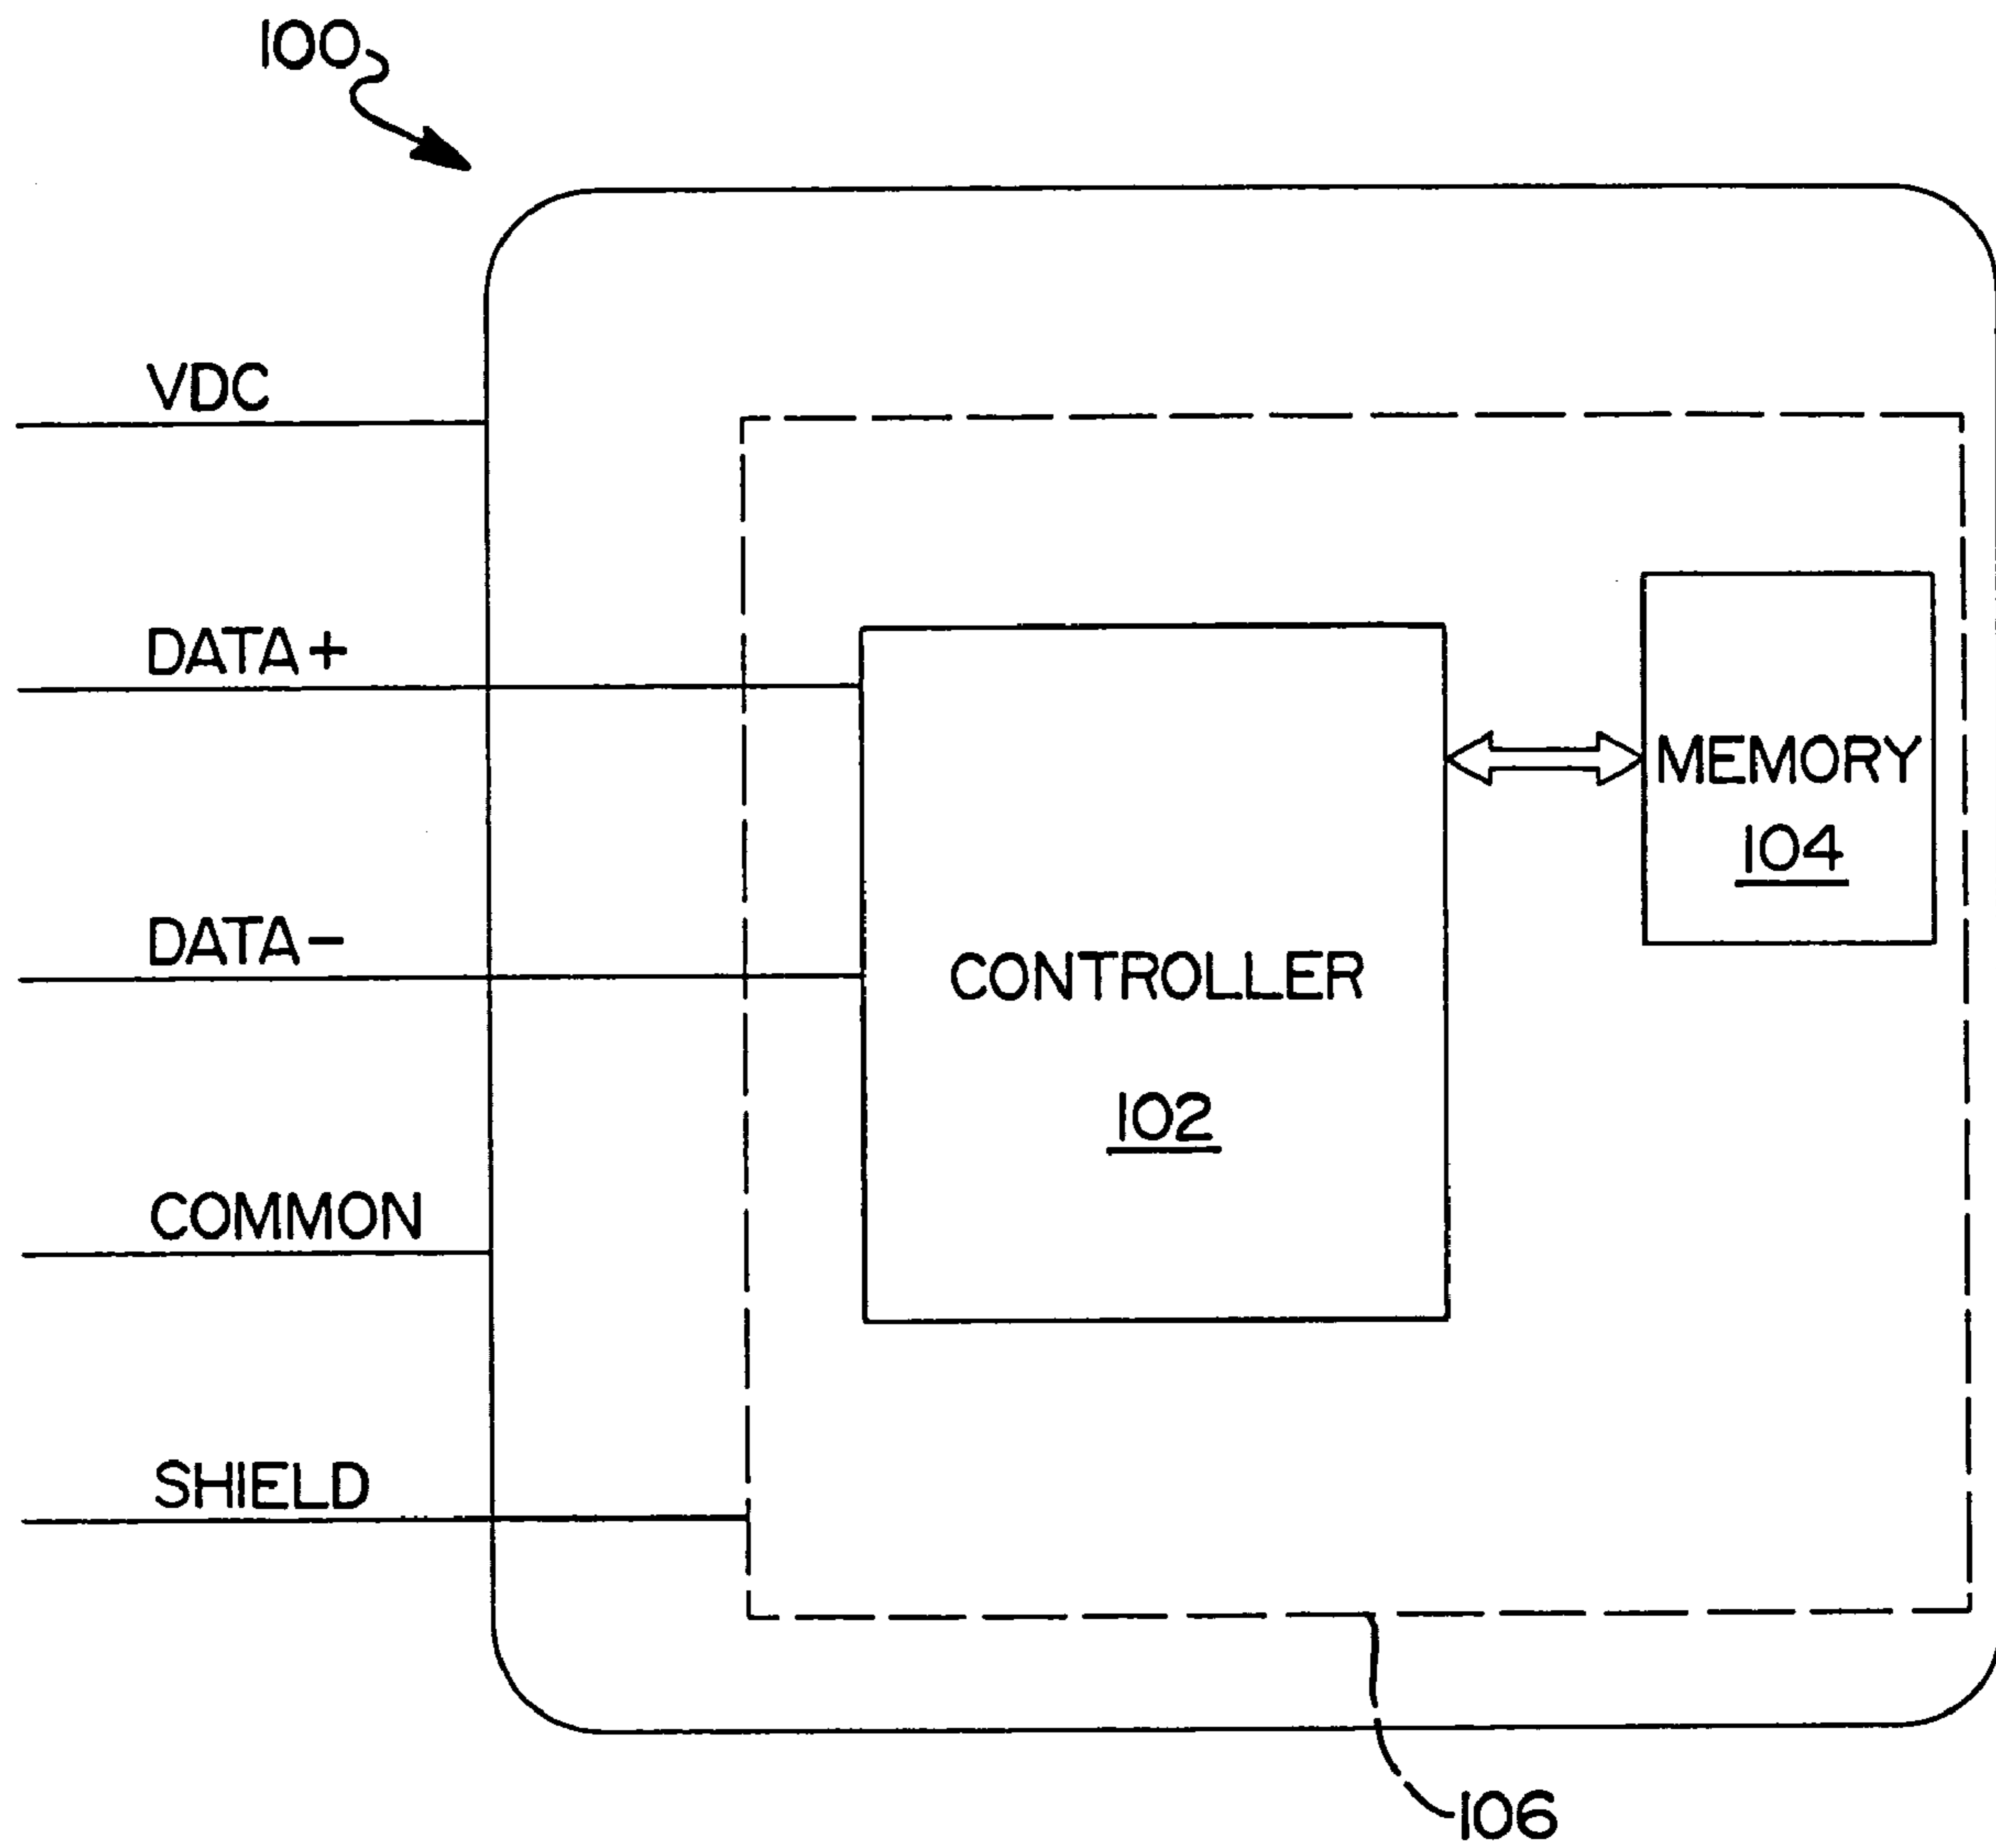 100
VDC
DATA+
MEMORY
104
DATA-
CONTROLLER
102
COMMON
SHIELD
106